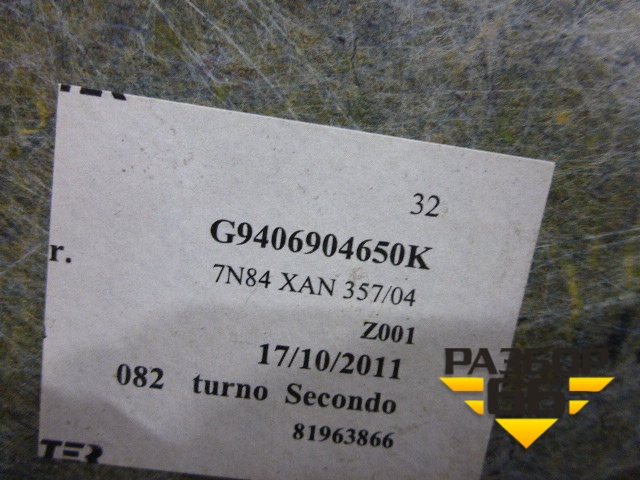 32
G9406904650K
r.
7N84 XAN 357/04
Z001
17/10/2011
082 turno Secondo
81963866
РАЗБОР